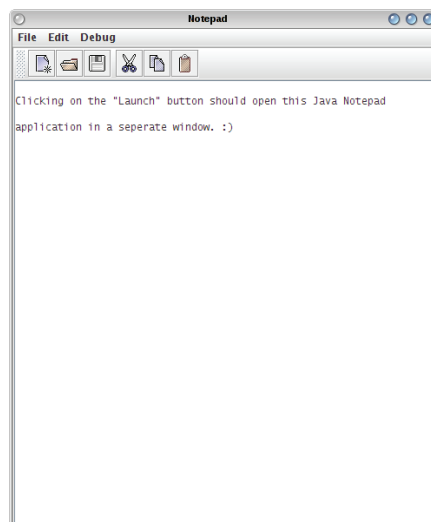 Notepad
File Edit Debug
Clicking on the "Launch" button should open this Java Notepad
application in a seperate window. :)